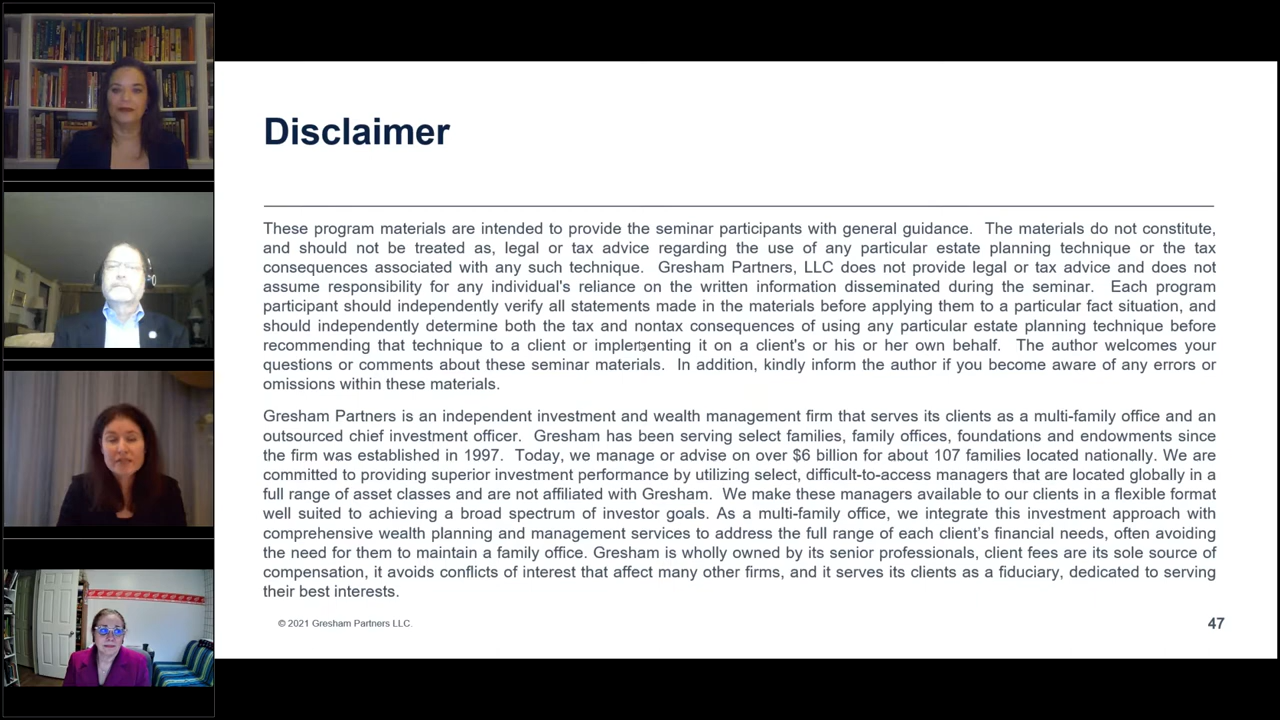 Disclaimer
These program materials are intended to provide the seminar participants with general guidance. The materials do not constitute,
and should not be treated as, legal or tax advice regarding the use of any particular estate planning technique or the tax
consequences associated with any such technique. Gresham Partners, LLC does not provide legal or tax advice and does not
assume responsibility for any individual's reliance on the written information disseminated during the seminar. Each program
participant should independently verify all statements made in the materials before applying them to a particular fact situation, and
should independently determine both the tax and nontax consequences of using any particular estate planning technique before
recommending that technique to a client or implementing it on a client's or his or her own behalf. The author welcomes your
questions or comments about these seminar materials. In addition, kindly inform the author if you become aware of any errors or
omissions within these materials.
Gresham Partners is an independent investment and wealth management firm that serves its clients as a multi-family office and an
outsourced chief investment officer. Gresham has been serving select families, family offices, foundations and endowments since
the firm was established in 1997. Today, we manage or advise on over $6 billion for about 107 families located nationally. We are
committed to providing superior investment performance by utilizing select, difficult-to-access managers that are located globally in a
full range of asset classes and are not affiliated with Gresham. We make these managers available to our clients in a flexible format
well suited to achieving a broad spectrum of investor goals. As a multi-family office, we integrate this investment approach with
comprehensive wealth planning and management services to address the full range of each client’s financial needs, often avoiding
the need for them to maintain a family office. Gresham is wholly owned by its senior professionals, client fees are its sole source of
compensation, it avoids conflicts of interest that affect many other firms, and it serves its clients as a fiduciary, dedicated to serving
their best interests.
© 2021 Gresham Partners LLC.
47